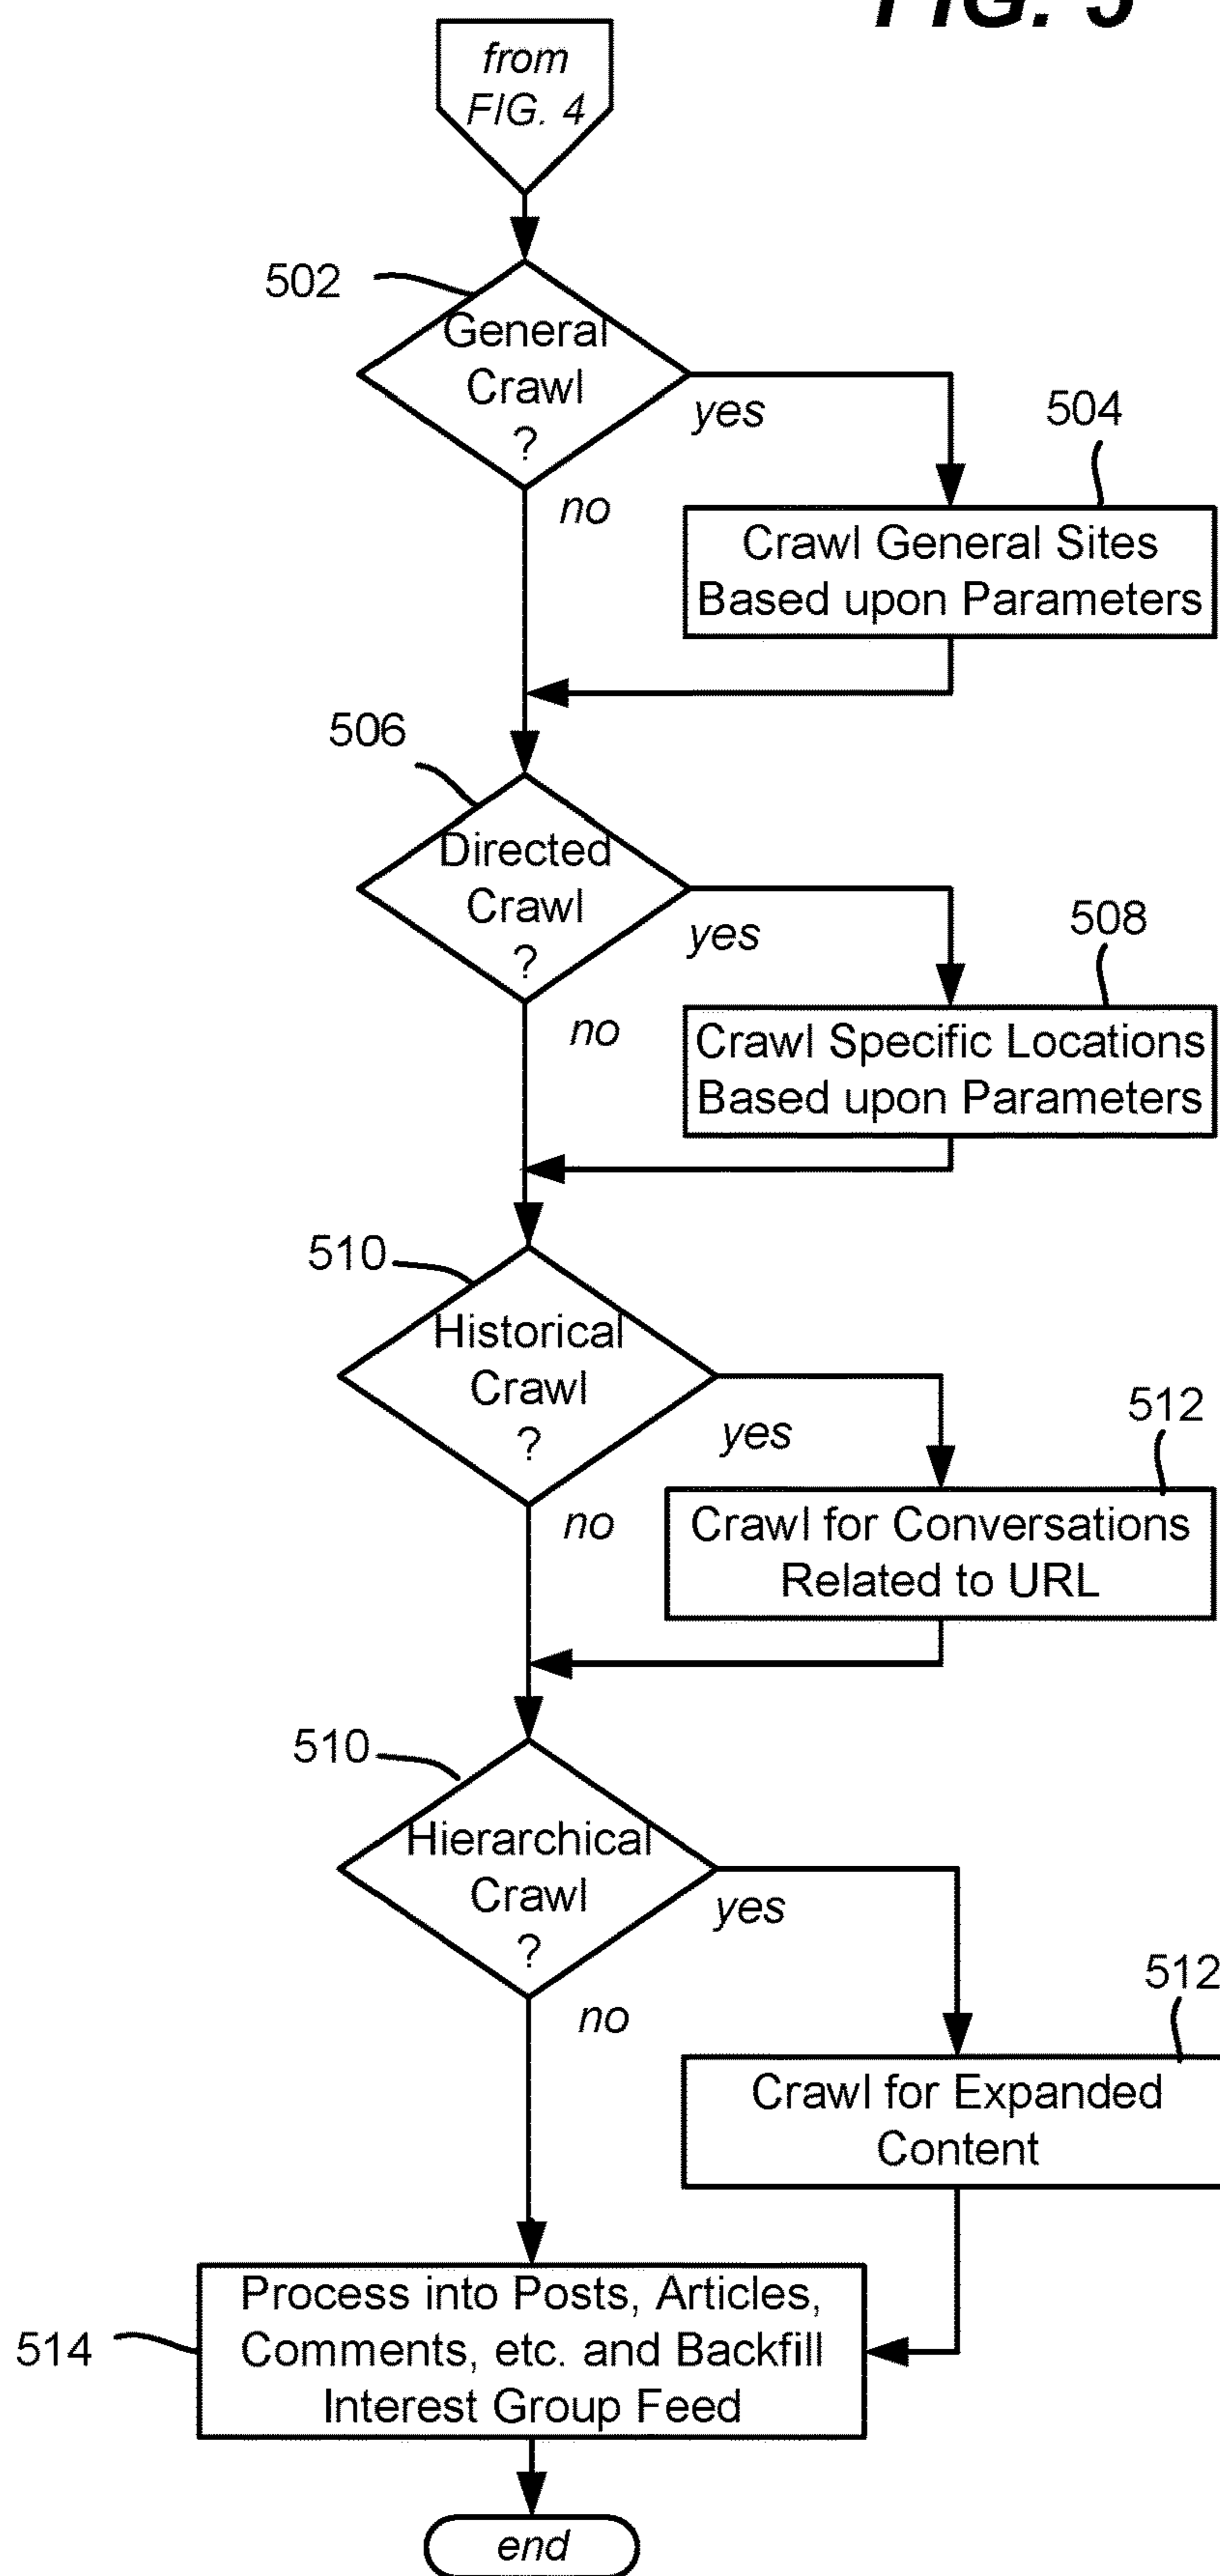 FIG. 5
from
FIG. 4
502
General
Crawl
?
yes
no
504
Crawl General Sites
Based upon Parameters
506
Directed
Crawl
?
yes
no
508
Crawl Specific Locations
Based upon Parameters
510
Historical
Crawl
?
yes
no
512
Crawl for Conversations
Related to URL
510
Hierarchical
Crawl
?
yes
no
512
Crawl for Expanded
Content
514
Process into Posts, Articles,
Comments, etc. and Backfill
Interest Group Feed
end